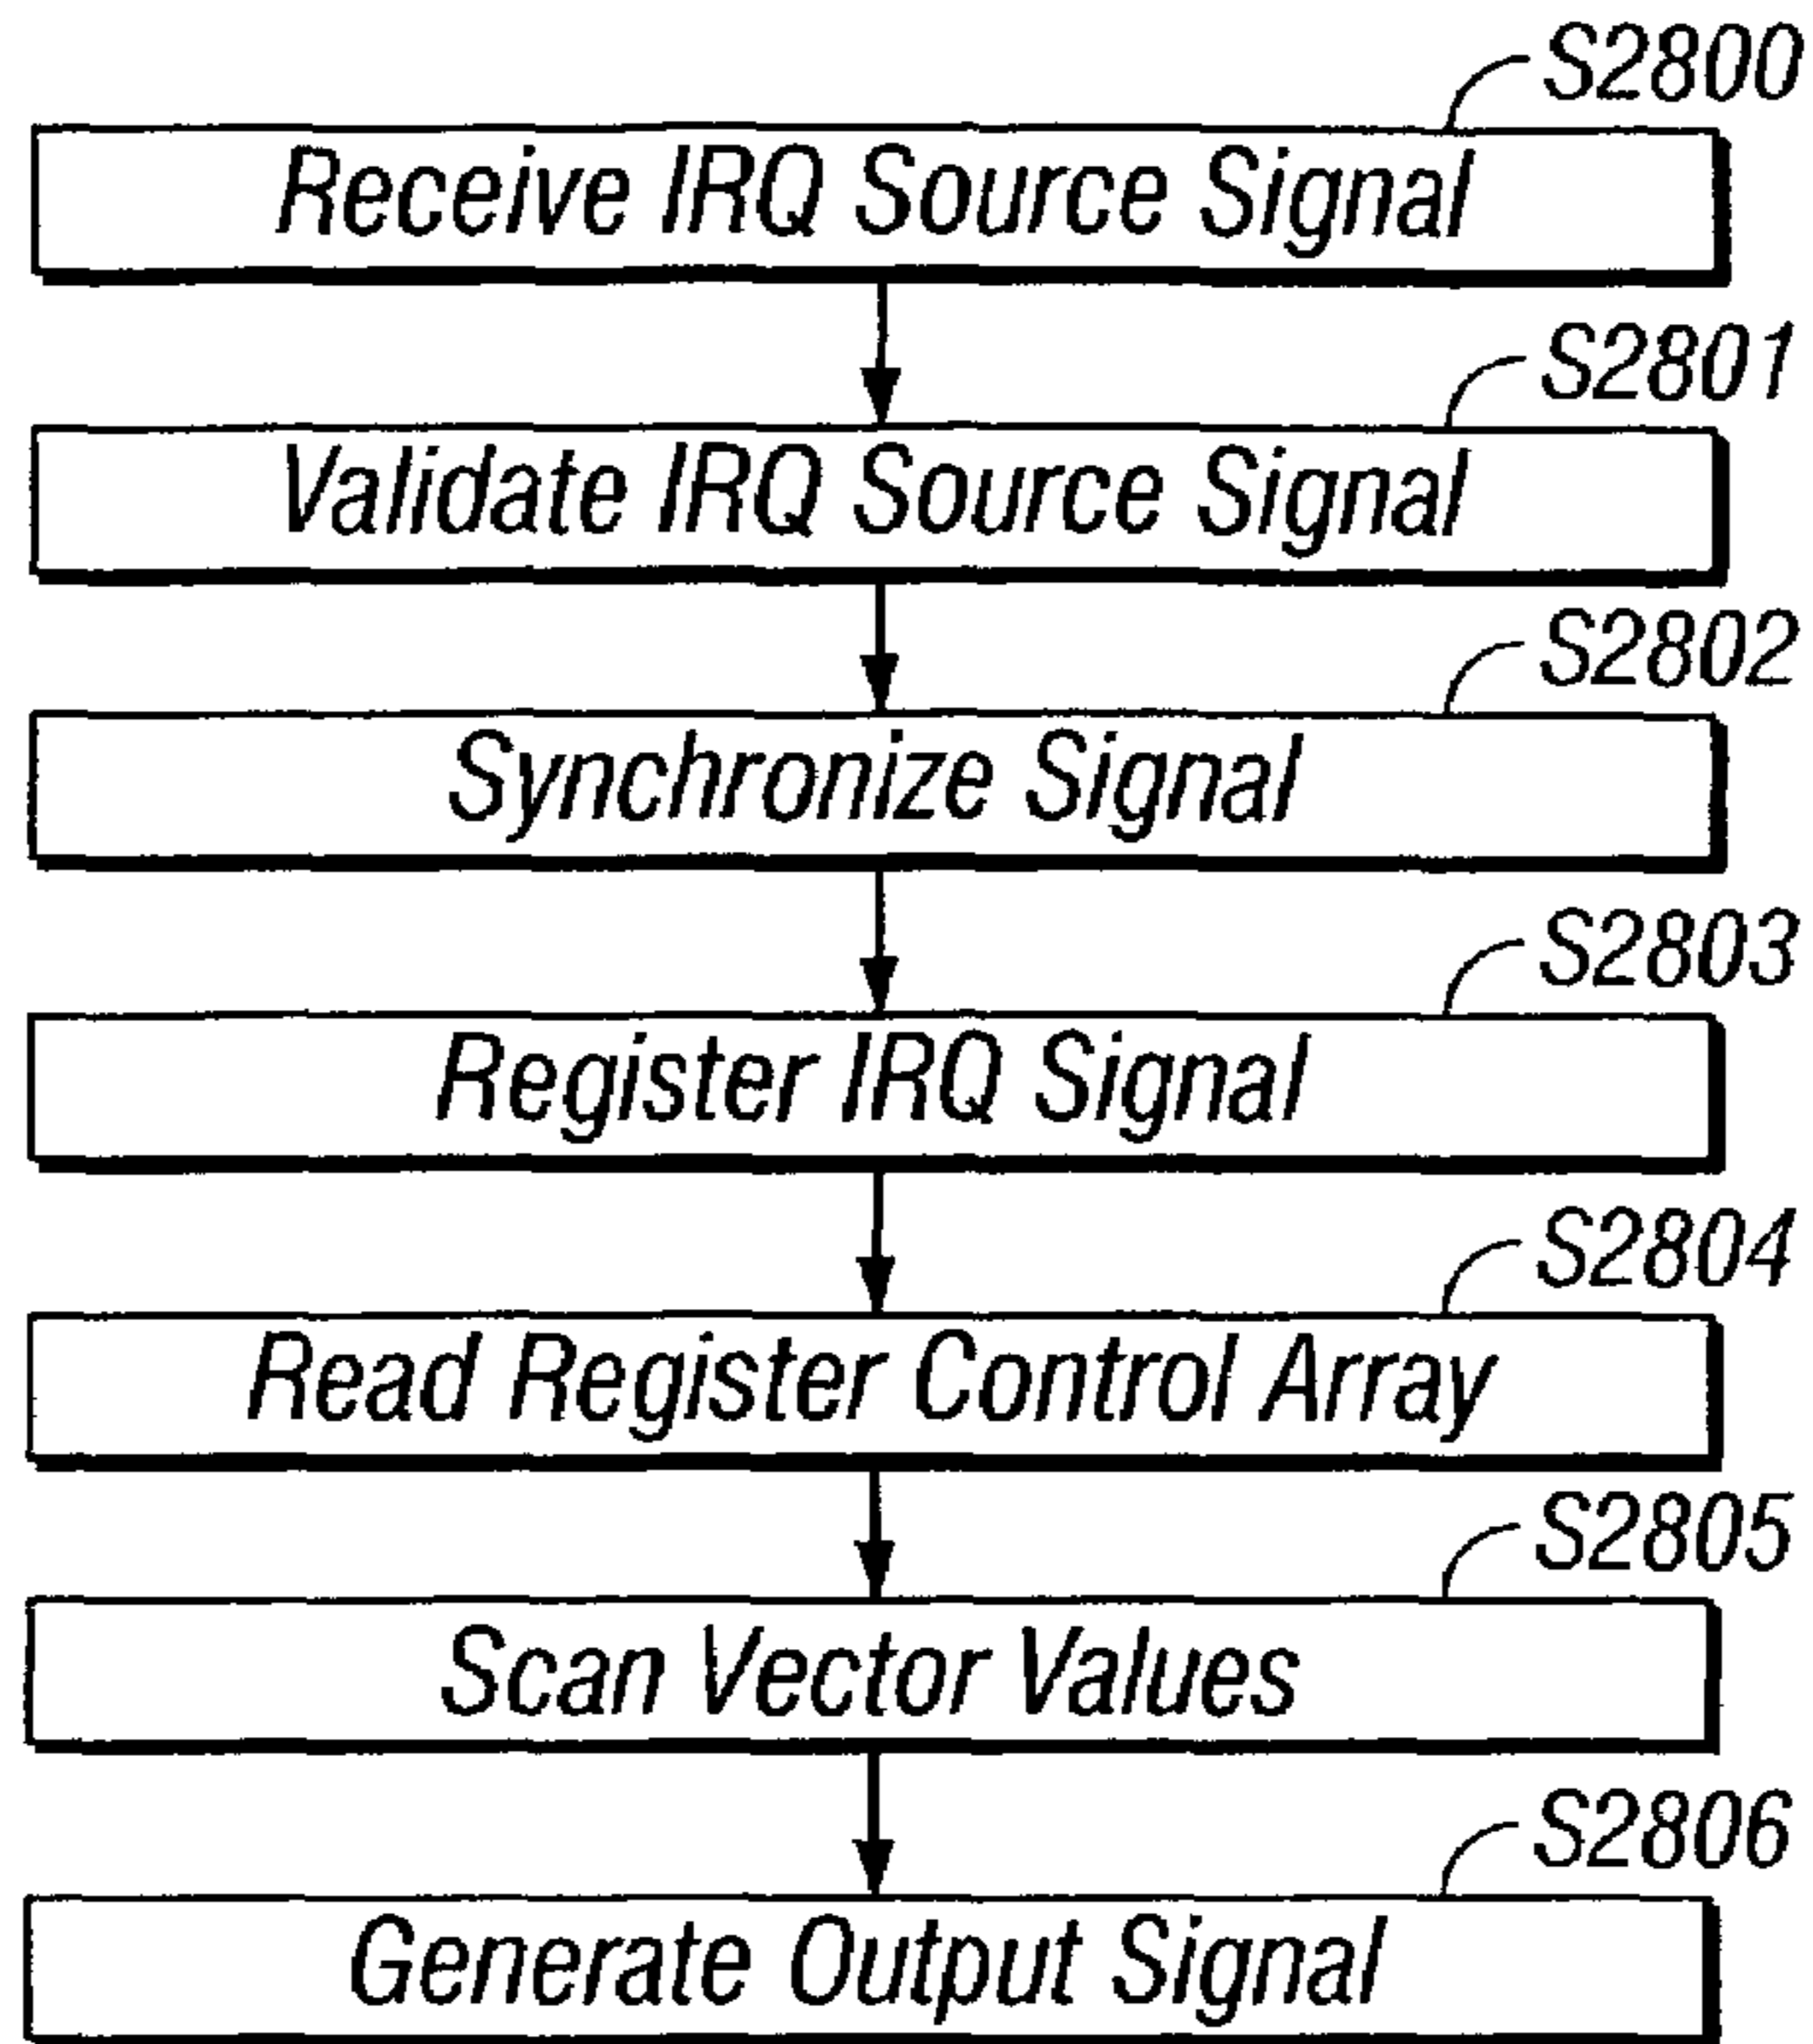 S2800
Receive IRQ Source Signal
S2801
Validate IRQ Source Signal
S2802
Synchronize Signal
S2803
Register IRQ Signal
S2804
Read Register Control Array
S2805
Scan Vector Values
S2806
Generate Output Signal